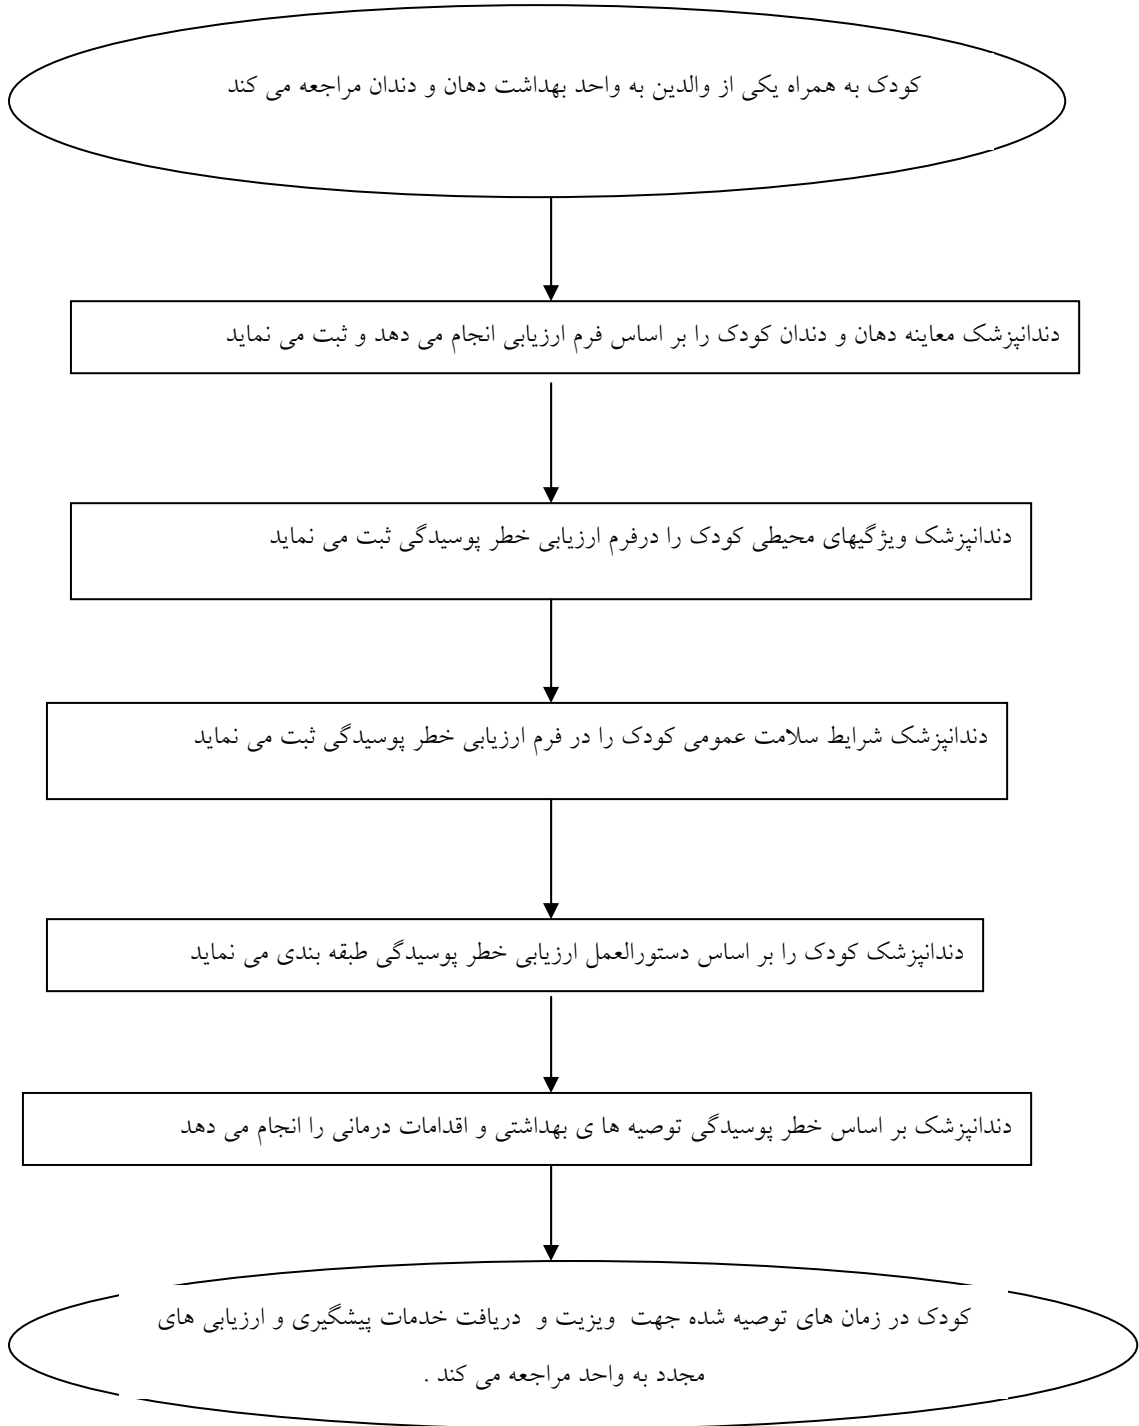 کودک به همراه یکی از والدین به واحد بهداشت دهان و دندان مراجعه می کند
دندانپزشک معاینه دهان و دندان کودک را بر اساس فرم ارزیابی انجام می دهد و ثبت می نماید
دندانپزشک ویژگیهای محیطی کودک را درفرم ارزیابی خطر پوسیدگی ثبت می نماید
دندانپزشک شرایط سلامت عمومی کودک را در فرم ارزیابی خطر پوسیدگی ثبت می نماید
دندانپزشک کودک را بر اساس دستورالعمل ارزیابی خطر پوسیدگی طبقه بندی می نماید
دندانپزشک بر اساس خطر پوسیدگی توصیه ها ی بهداشتی و اقدامات درمانی را انجام می دهد
کودک در زمان های توصیه شده جهت ویزیت و دریافت خدمات پیشگیری و ارزیابی های
مجدد به واحد مراجعه می کند .